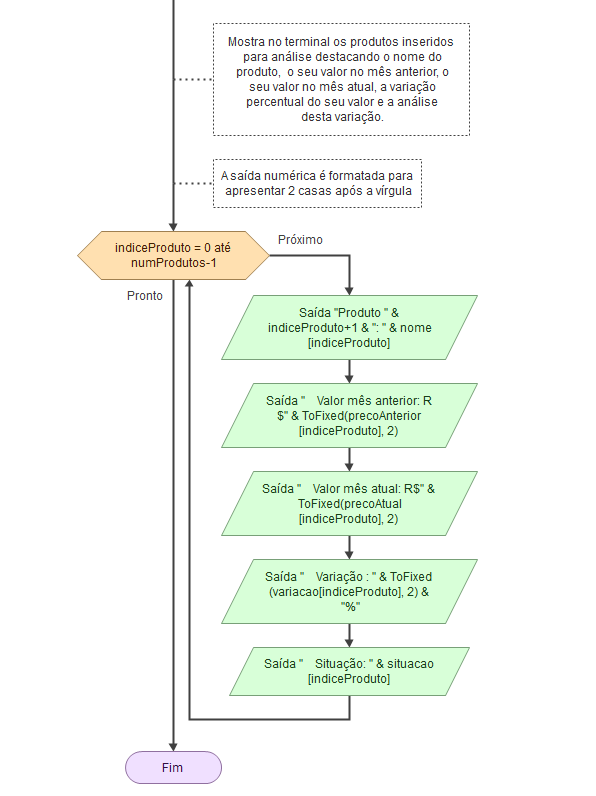 Mostra no terminal os produtos inseridos
para análise destacando o nome do
produto,  o seu valor no mês anterior, o
seu valor no mês atual, a variação
percentual do seu valor e a análise
desta variação.
A saída numérica é formatada para
apresentar 2 casas após a vírgula
indiceProduto = 0 até
numProdutos-1
Próximo
Pronto
Saída "Produto " &
indiceProduto+1 & ": " & nome
[indiceProduto]
Saída "    Valor mês anterior: R
$" & ToFixed(precoAnterior
[indiceProduto], 2)
Saída "    Valor mês atual: R$" &
ToFixed(precoAtual
[indiceProduto], 2)
Saída "    Variação : " & ToFixed
(variacao[indiceProduto], 2) &
"%"
Saída "    Situação: " & situacao
[indiceProduto]
Fim